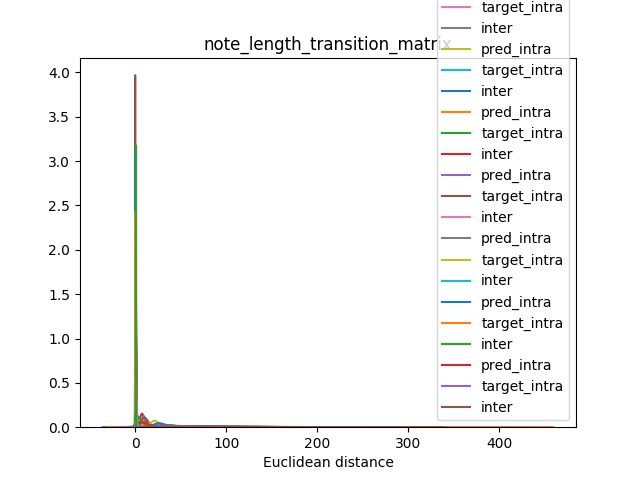 target_intra
inter
note_length_transition_matrix
pred_intra
target_intra
inter
pred_intra
target_intra
inter
pred_intra
target_intra
inter
pred_intra
target_intra
inter
pred_intra
target_intra
inter
pred_intra
target_intra
inter
4.0
3.5
3.0
2.5
2.0
1.5
1.0
0.5
0.0
0 100 200 300 400
Euclidean distance